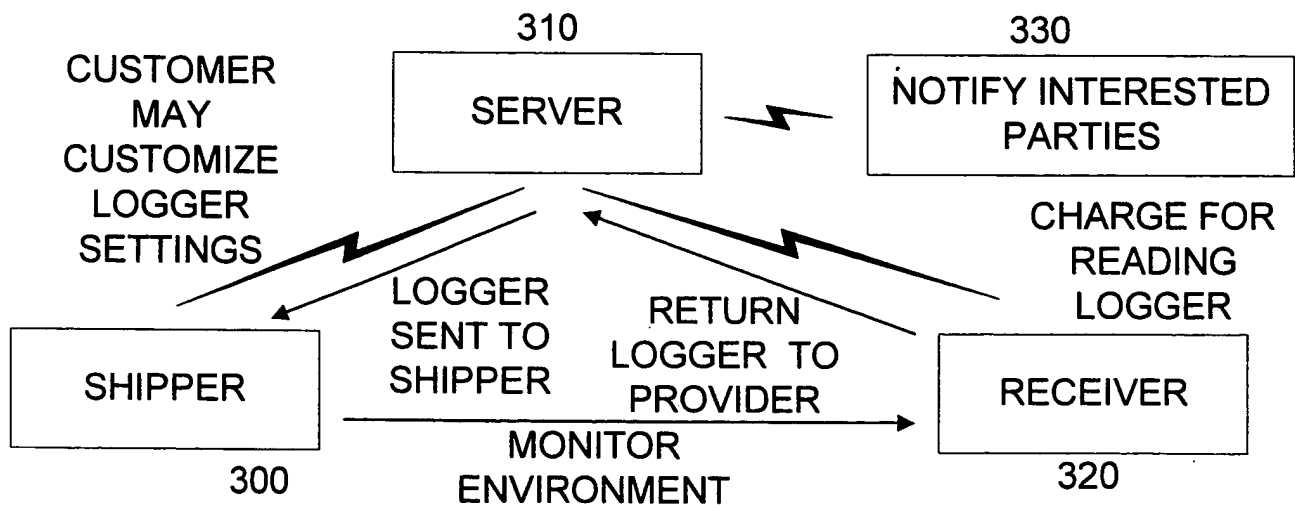 310
SERVER
330
NOTIFY INTERESTED
PARTIES
CUSTOMER
MAY
CUSTOMIZE
LOGGER
SETTINGS
CHARGE FOR
READING
LOGGER
LOGGER
SENT TO
SHIPPER
RETURN
LOGGER TO
PROVIDER
SHIPPER
300
MONITOR
ENVIRONMENT
RECEIVER
320